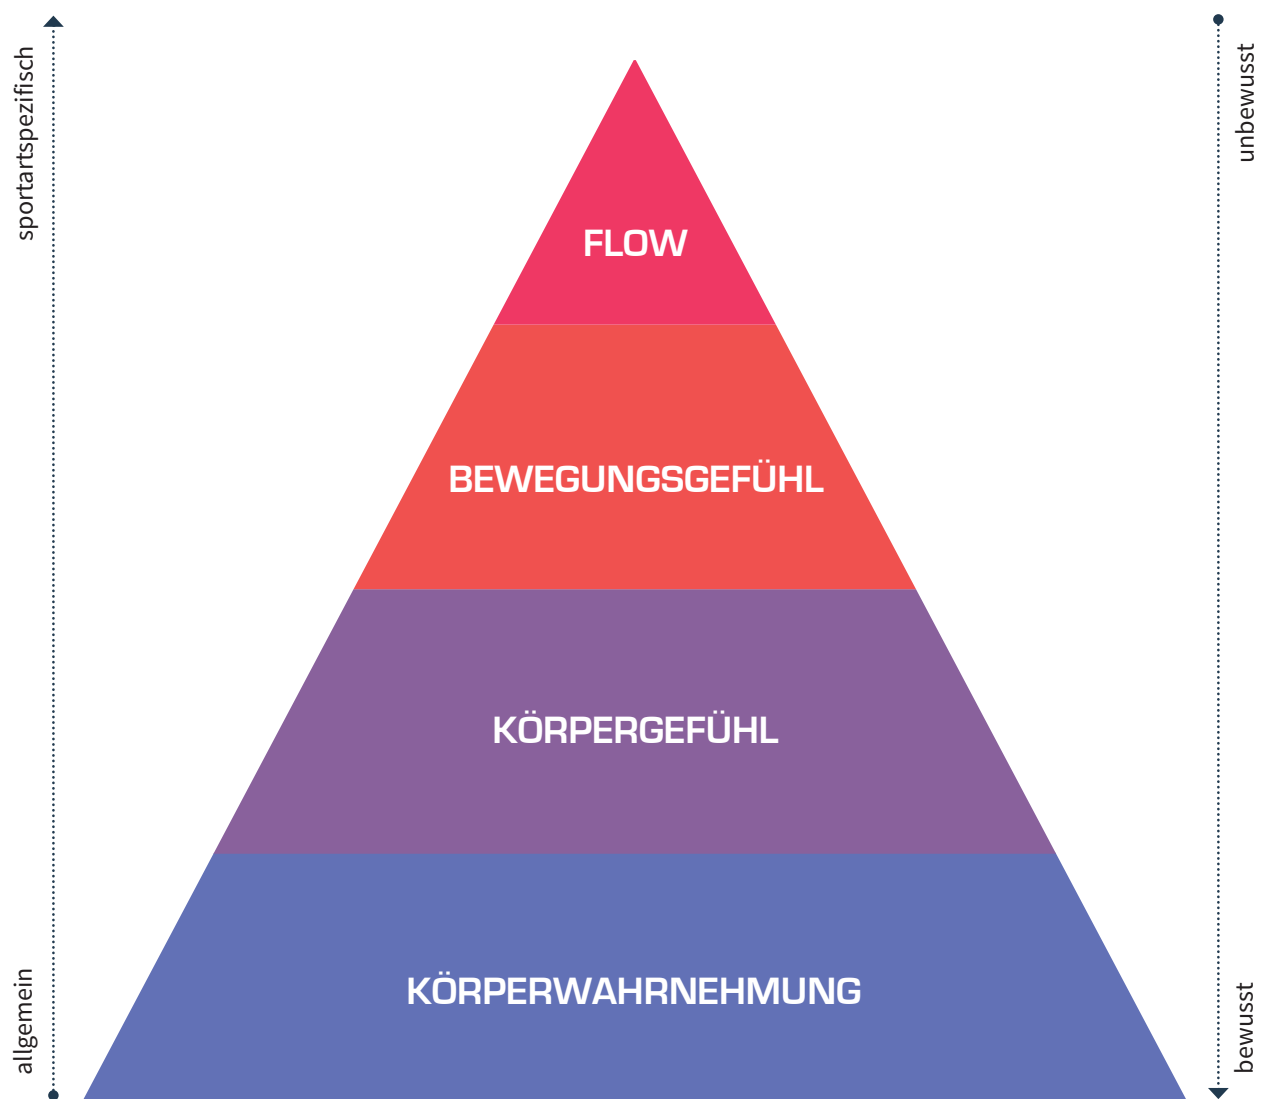 sportartspezifisch
unbewusst
FLOW
BEWEGUNGSGEFÜHL
KÖRPERGEFÜHL
KÖRPERWAHRNEHMUNG
allgemein
bewusst